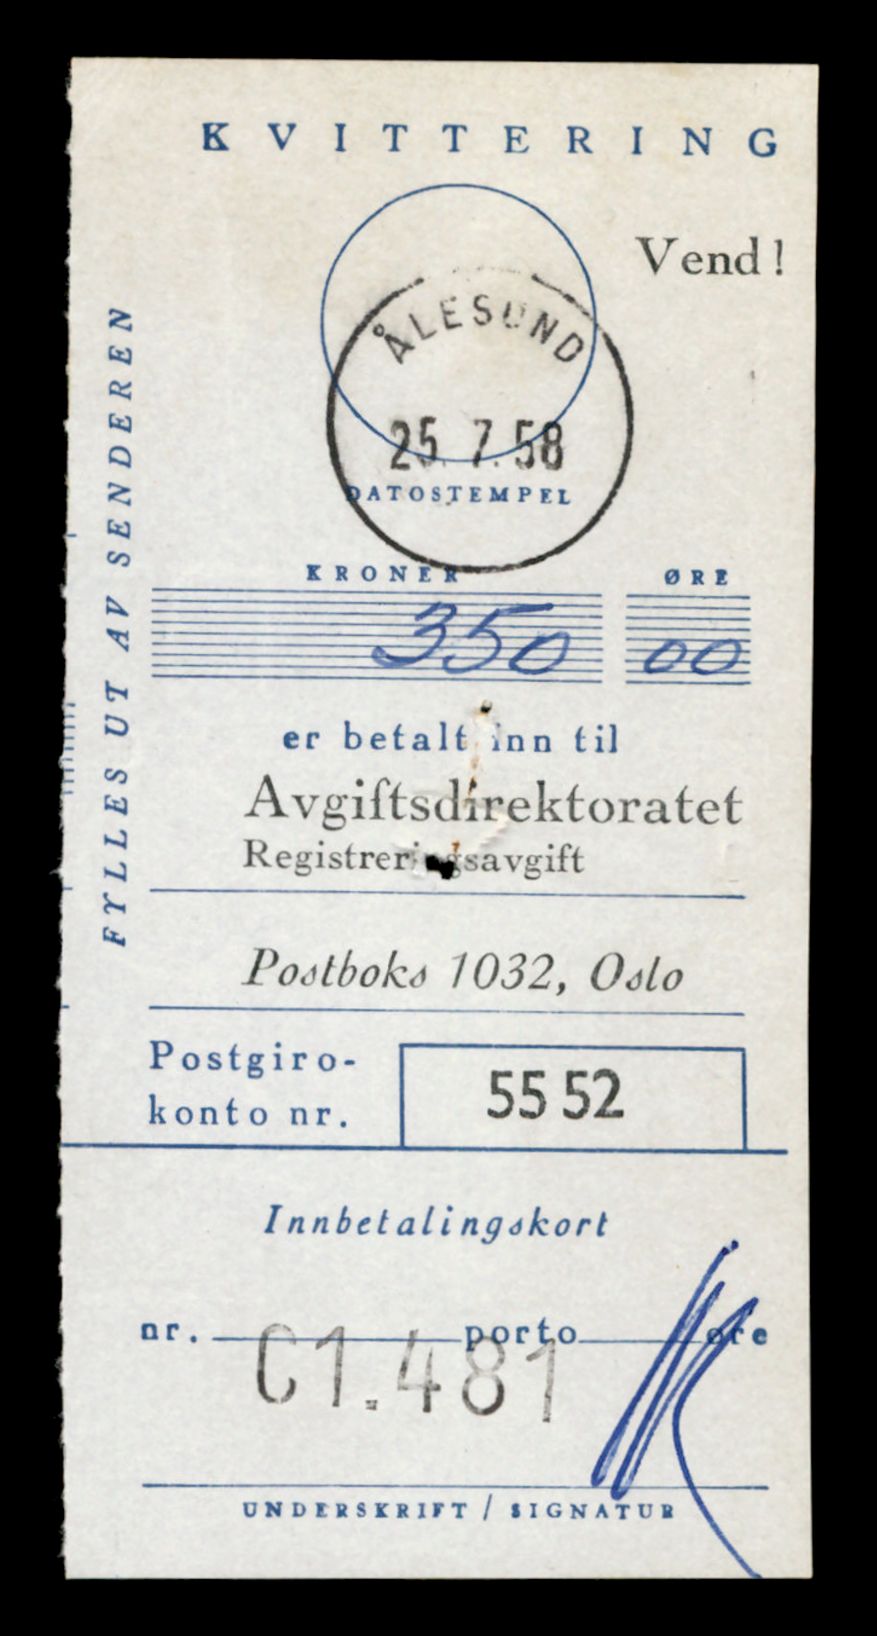 KVITTERING
Vend!
ÅLESUND
25. 7. 58
DATOSTEMPEL
FYLLES UT AV SENDEREN
KRONER ØRE
350 00
er betalt inn til
Avgiftsdirektoratet
Registreringsavgift
Postboks 1032, Oslo
Postgiro-
konto nr.
55 52
Innbetalingskort
nr. porto øre
C1.481
UNDERSKRIFT / SIGNATUR